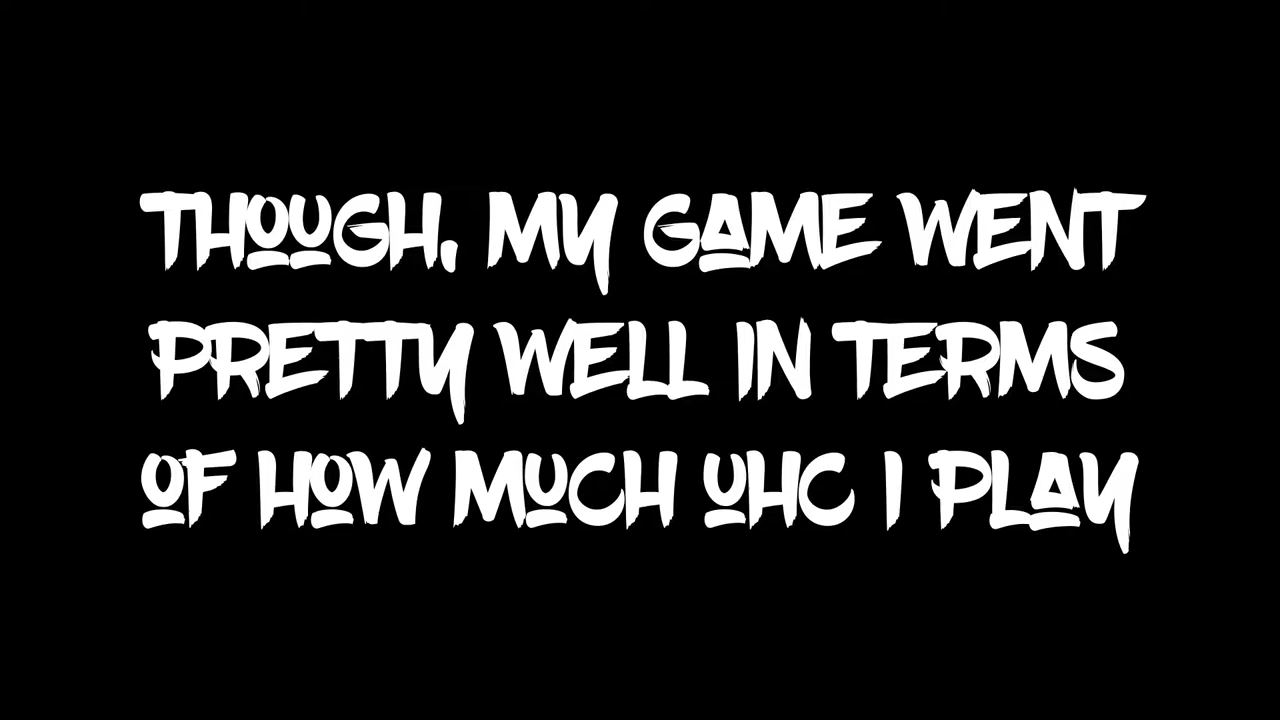 THOUGH, MY GAME WENT
PRETTY WELL IN TERMS
OF HOW MUCH UHC I PLAY